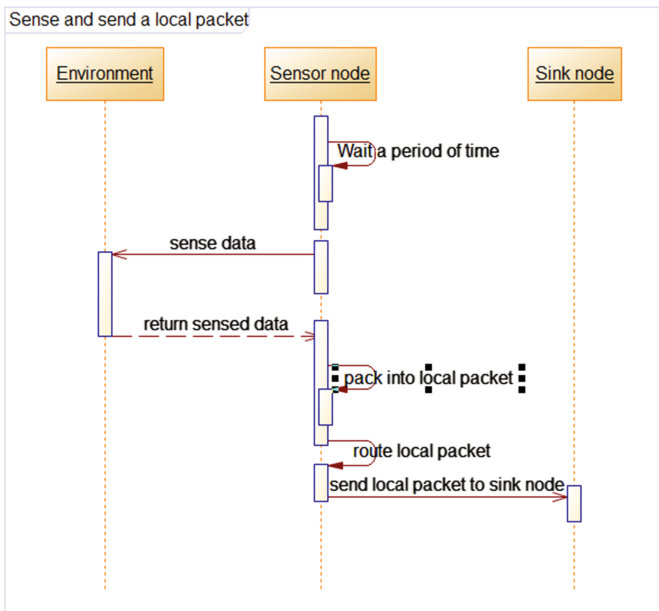 Sense and send a local packet
Environment
Sensor node
Sink node
Wait a period of time
sense data
return sensed data
pack into local packet
route local packet
send local packet to sink node